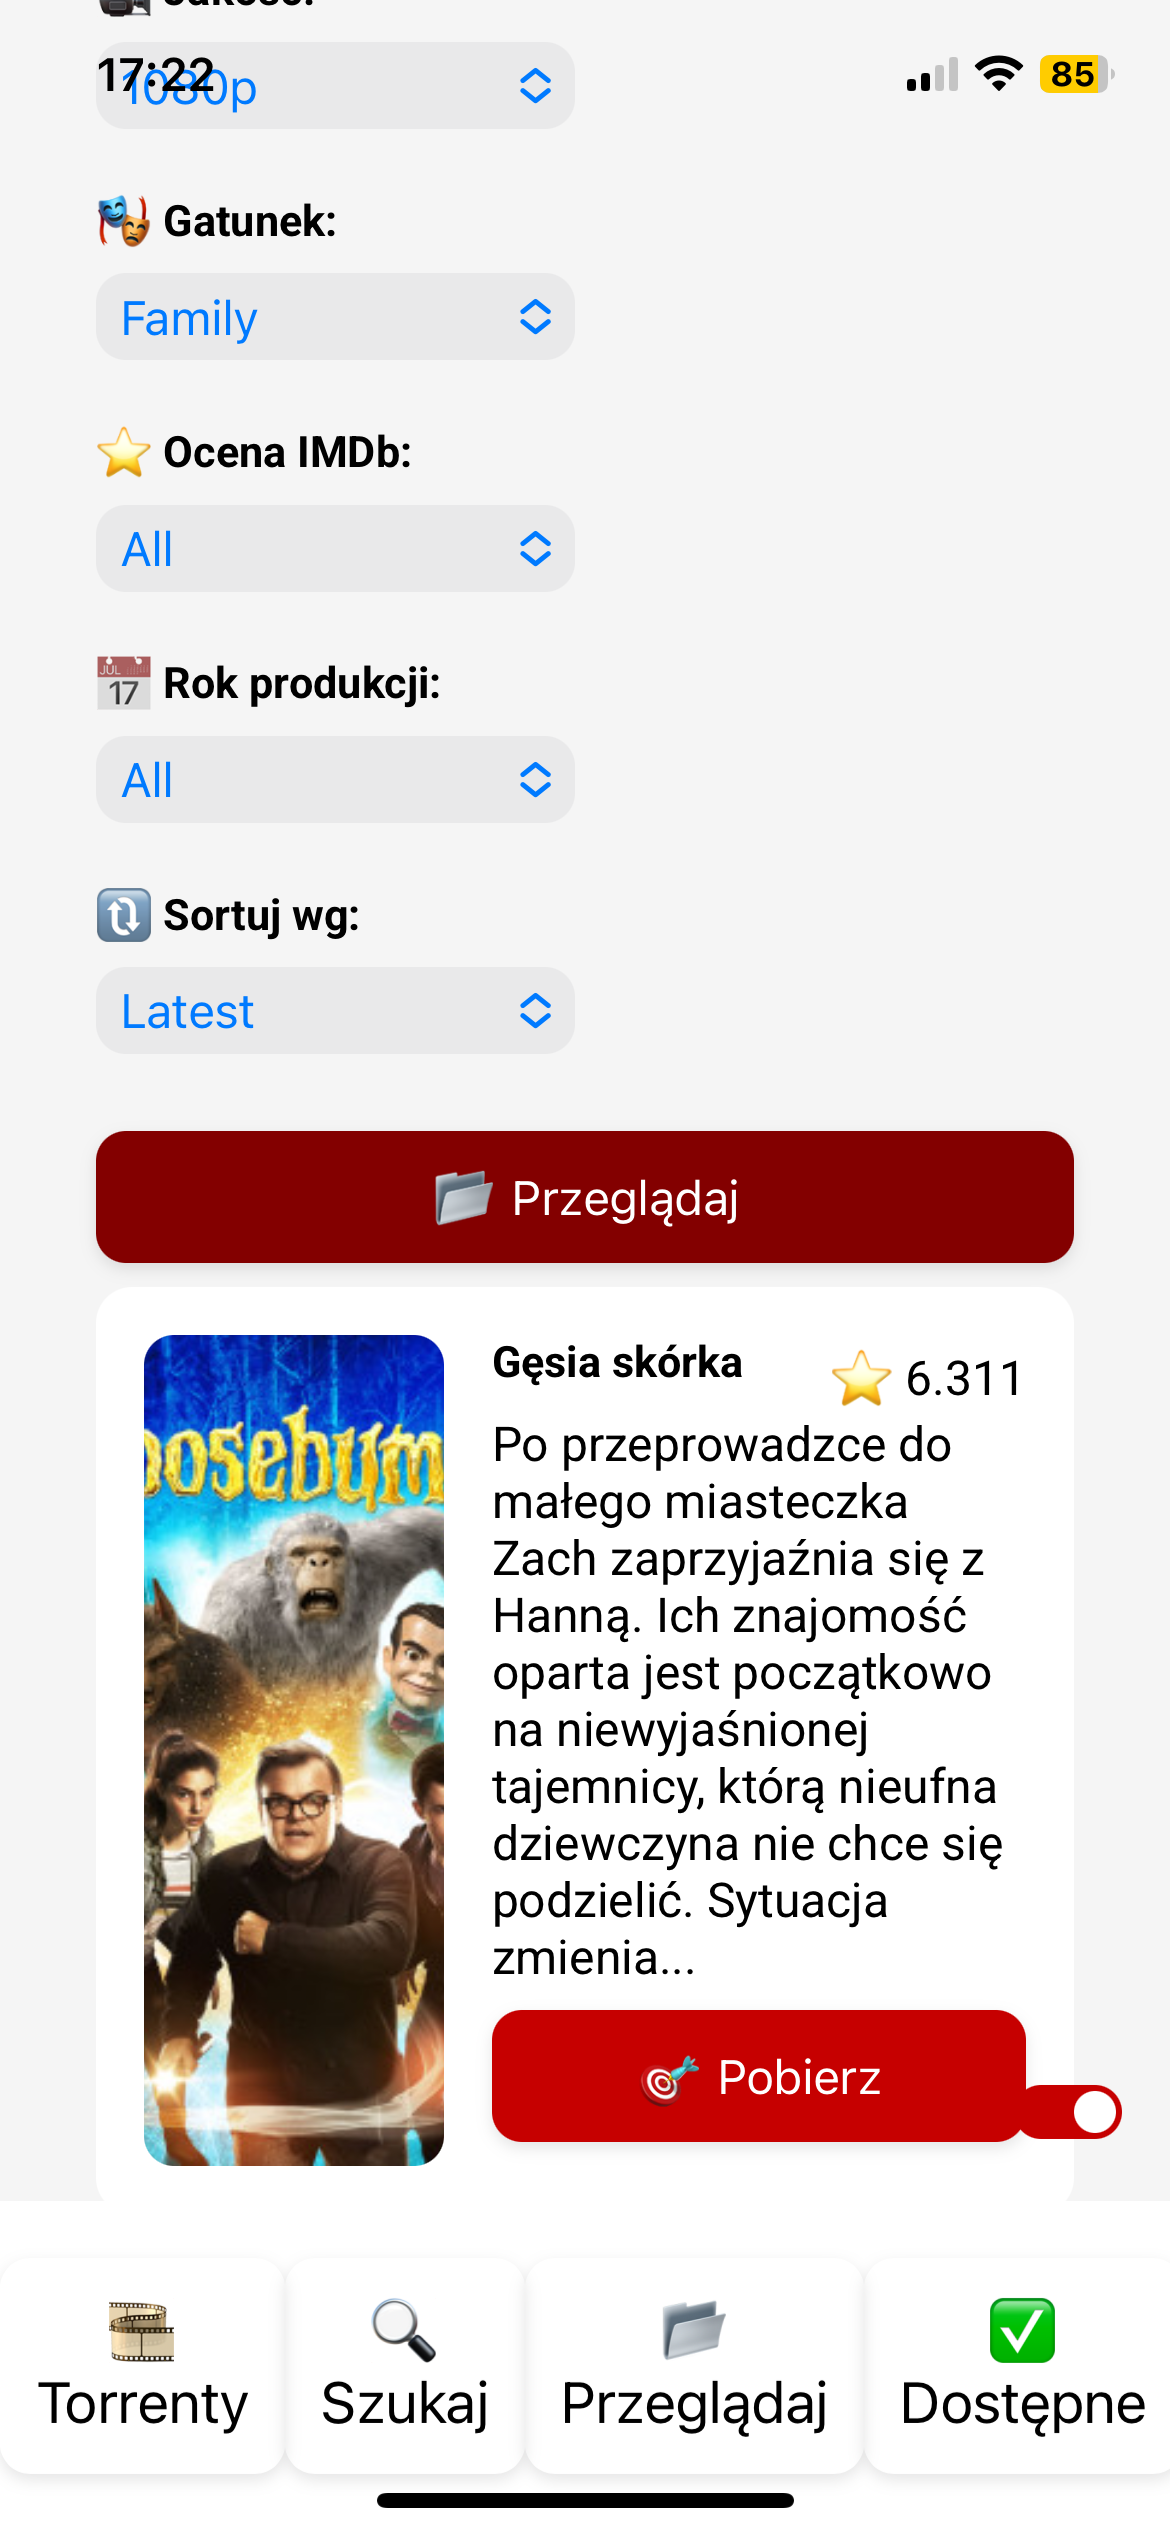 17:22
85
1080p
Gatunek:
Family
Ocena IMDb:
All
JUL
17
Rok produkcji:
All
Sortuj wg:
Latest
Przeglądaj
Gęsia skórka
6.311
Po przeprowadzce do
małego miasteczka
Zach zaprzyjaźnia się z
Hanną. Ich znajomość
oparta jest początkowo
na niewyjaśnionej
tajemnicy, którą nieufna
dziewczyna nie chce się
podzielić. Sytuacja
zmienia...
oosebum
Pobierz
Torrenty
Szukaj
Przeglądaj
Dostępne